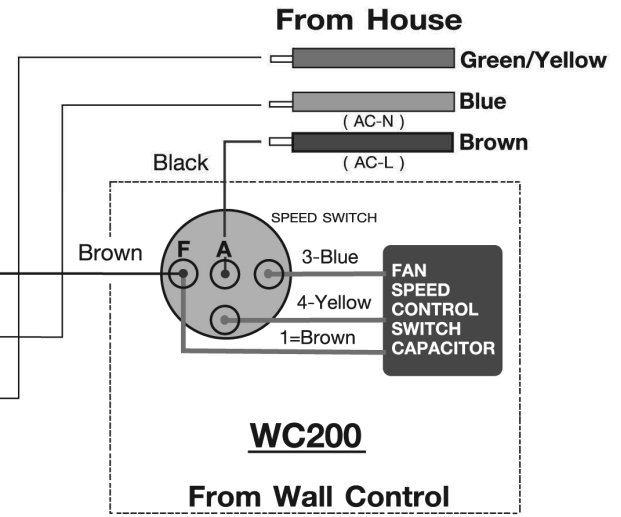 From House
Green/Yellow
Blue
( AC-N )
Brown
( AC-L )
Black
SPEED SWITCH
Brown
F
A
3-Blue
4-Yellow
1=Brown
FAN
SPEED
CONTROL
SWITCH
CAPACITOR
WC200
From Wall Control